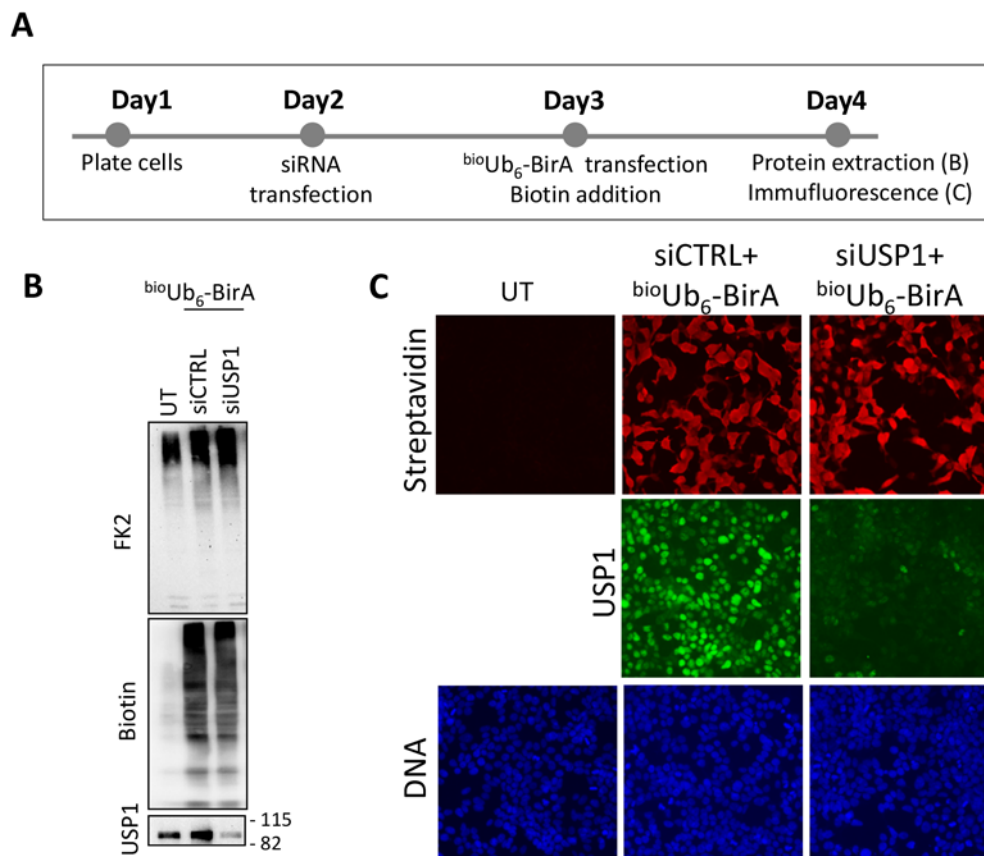 A
Day1 Day2 Day3 Day4
Plate cells siRNA bioUb6-BirA transfection Protein extraction (B)
transfection Biotin addition Immufluorescence (C)
B
bioUb6-BirA
UT siCTRL siUSP1
FK2
Biotin
USP1
- 115
- 82
C
siCTRL+ siUSP1+
UT bioUb6-BirA bioUb6-BirA
Streptavidin
USP1
DNA